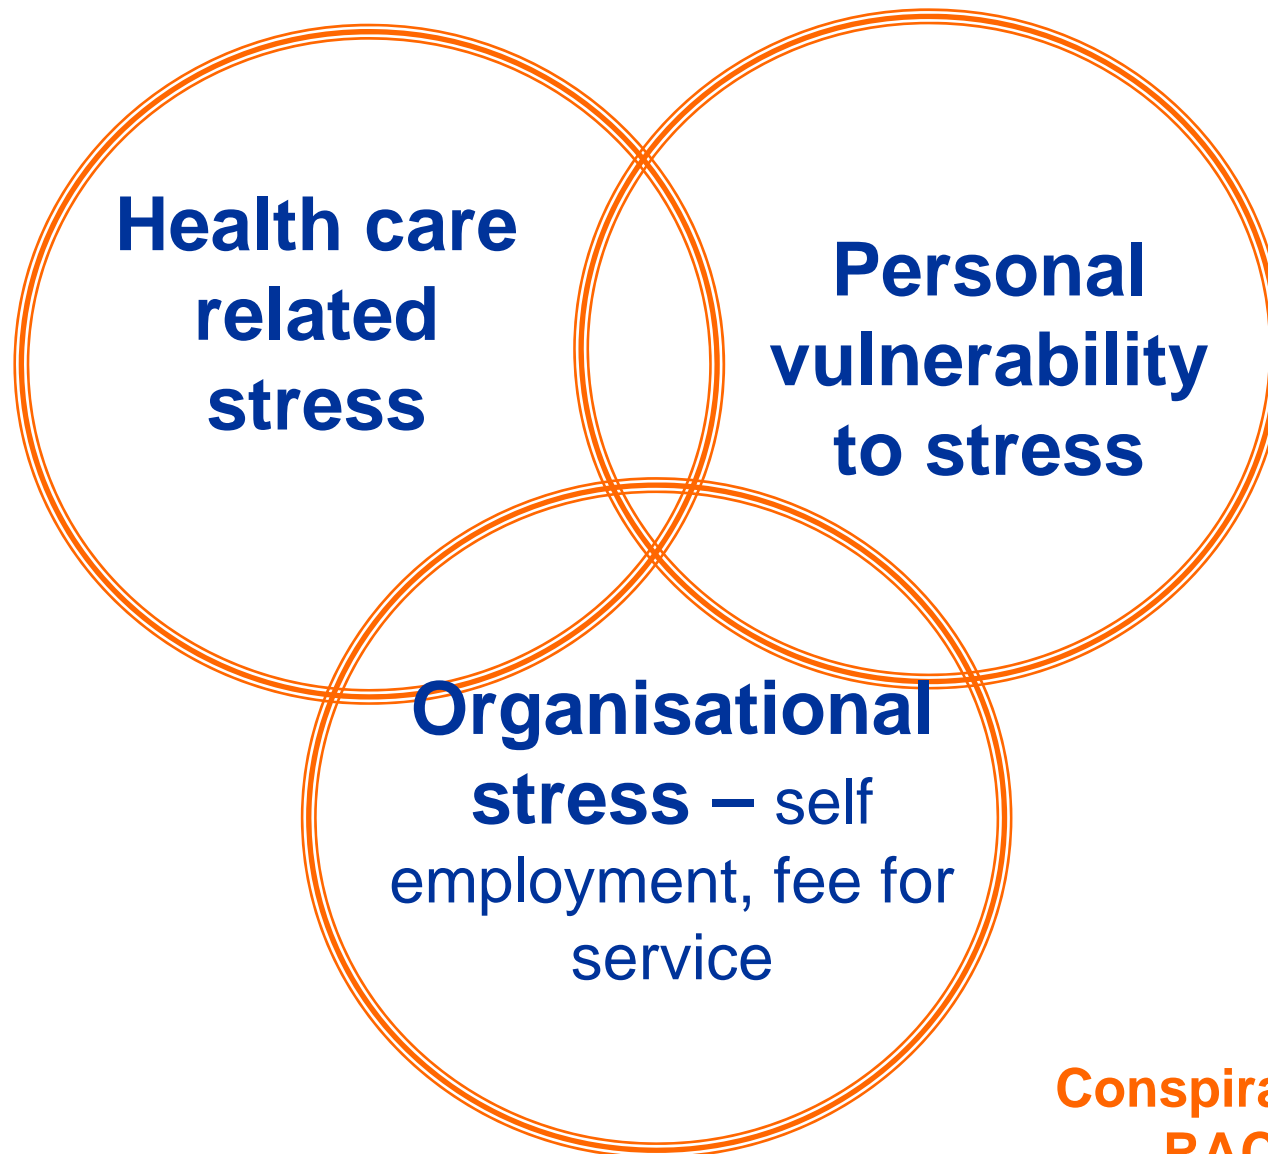 Health care
related
stress
Personal
vulnerability
to stress
Organisational
stress – self
employment, fee for
service